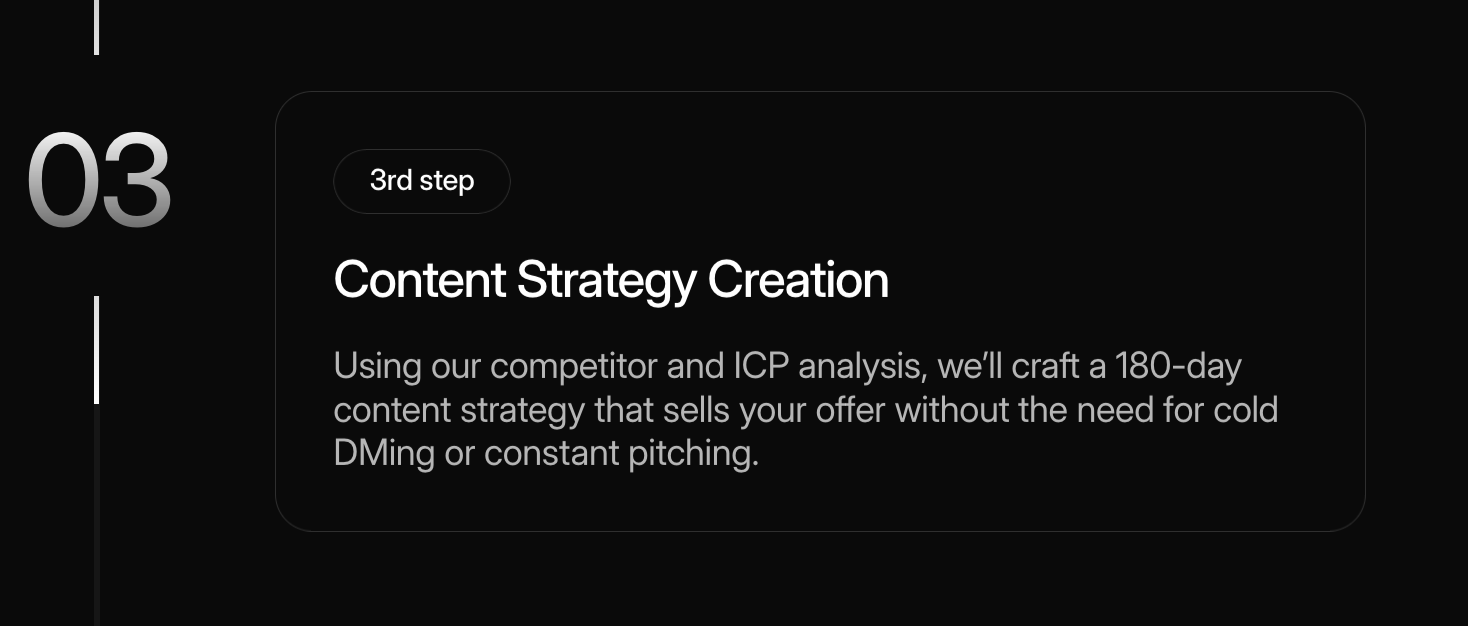 03
3rd step
Content Strategy Creation
Using our competitor and ICP analysis, we’ll craft a 180-day
content strategy that sells your offer without the need for cold
DMing or constant pitching.